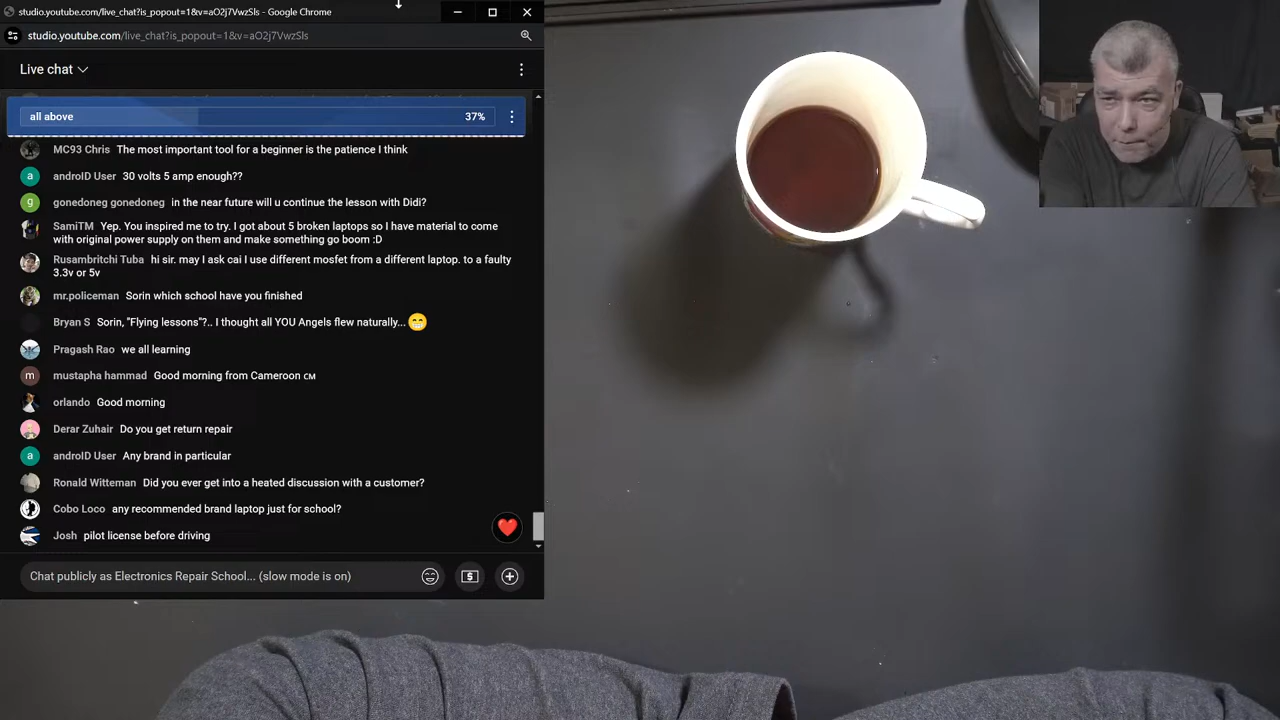 studio.youtube.com/live_chat?is_popout=1&v=aO2j7VwzSls - Google Chrome
studio.youtube.com/live_chat?is_popout=1&v=aO2j7VwzSls
Live chat
all above 37%
MC93 Chris The most important tool for a beginner is the patience I think
a androID User 30 volts 5 amp enough??
g gonedoneg gonedoneg in the near future will u continue the lesson with Didi?
SamiTM Yep. You inspired me to try. I got about 5 broken laptops so I have material to come
with original power supply on them and make something go boom :D
Rusambritchi Tuba hi sir. may I ask cai I use different mosfet from a different laptop. to a faulty
3.3v or 5v
mr.policeman Sorin which school have you finished
Bryan S Sorin, "Flying lessons"?.. I thought all YOU Angels flew naturally... 😁
Pragash Rao we all learning
m mustapha hammad Good morning from Cameroon CM
orlando Good morning
Derar Zuhair Do you get return repair
a androID User Any brand in particular
Ronald Witteman Did you ever get into a heated discussion with a customer?
Cobo Loco any recommended brand laptop just for school?
Josh pilot license before driving
Chat publicly as Electronics Repair School... (slow mode is on)